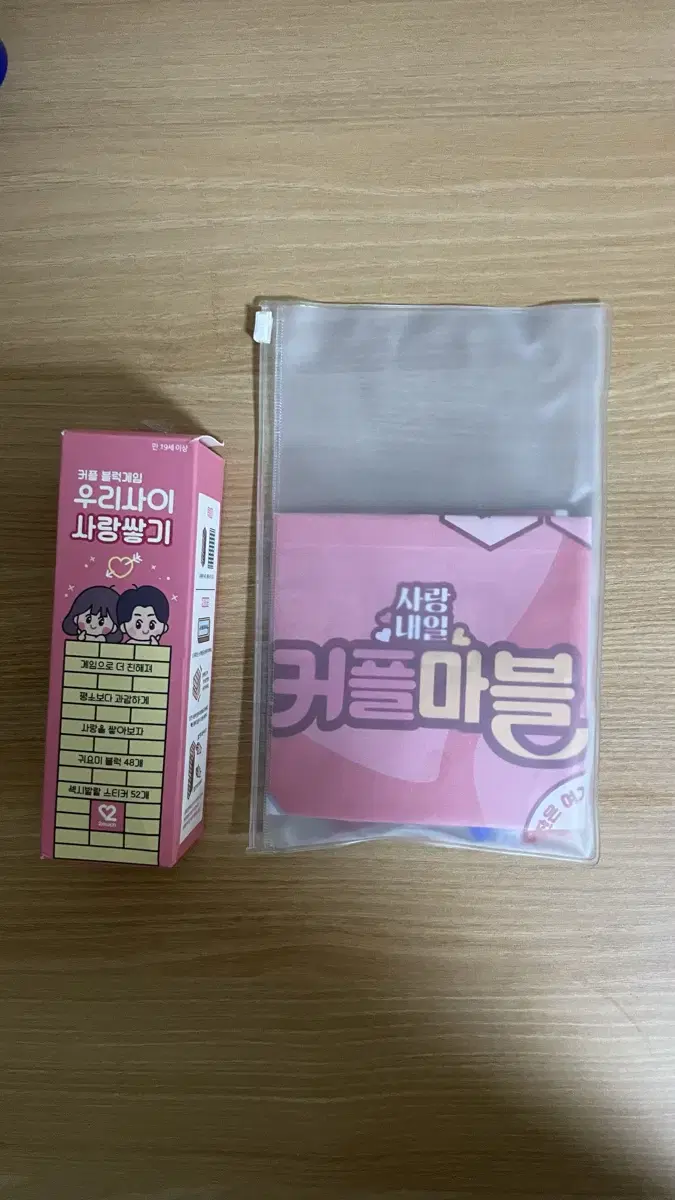 만 19세 이상
커플 블럭게임
우리사이
사랑쌓기
게임으로 더 친해져
평소보다 과감하게
사랑을 쌓아보자
귀요미 블럭 48개
섹시발랄 스티커 52개
사랑
내일
커플마블